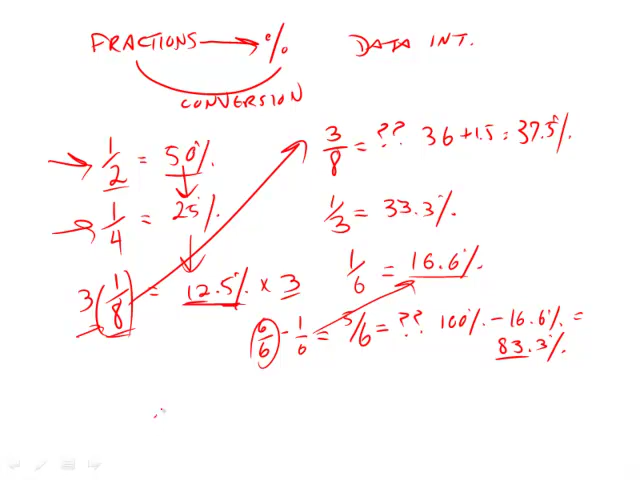 FRACTIONS → % DATA INT.
CONVERSION
1/2 = 50%
1/4 = 25%
3(1/8) = 12.5% × 3
3/8 = ?? 36 + 1.5 = 37.5%
1/3 = 33.3%
1/6 = 16.6%
6/6 - 1/6 = 5/6 = ?? 100% - 16.6% =
83.3%